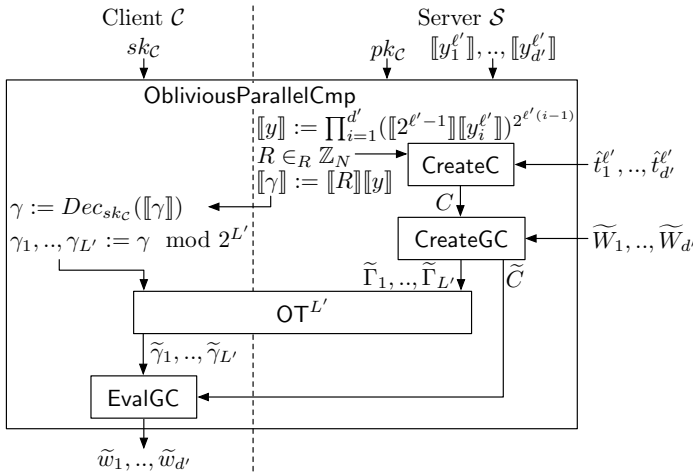 Client 𝒞 Server 𝒮
sk_𝒞 pk_𝒞 ⟦y_1^{ℓ′}⟧, .., ⟦y_{d′}^{ℓ′}⟧
ObliviousParallelCmp
⟦y⟧ := ∏_{i=1}^{d′}(⟦2^{ℓ′−1}⟧⟦y_i^{ℓ′}⟧)^{2^{ℓ′(i−1)}}
R ∈_R ℤ_N CreateC t̂_1^{ℓ′}, .., t̂_{d′}^{ℓ′}
⟦γ⟧ := ⟦R⟧⟦y⟧
γ := Dec_{sk_𝒞}(⟦γ⟧) C
γ_1, .., γ_{L′} := γ mod 2^{L′} CreateGC W̃_1, .., W̃_{d′}
Γ̃_1, .., Γ̃_{L′} C̃
OT^{L′}
γ̃_1, .., γ̃_{L′}
EvalGC
w̃_1, .., w̃_{d′}